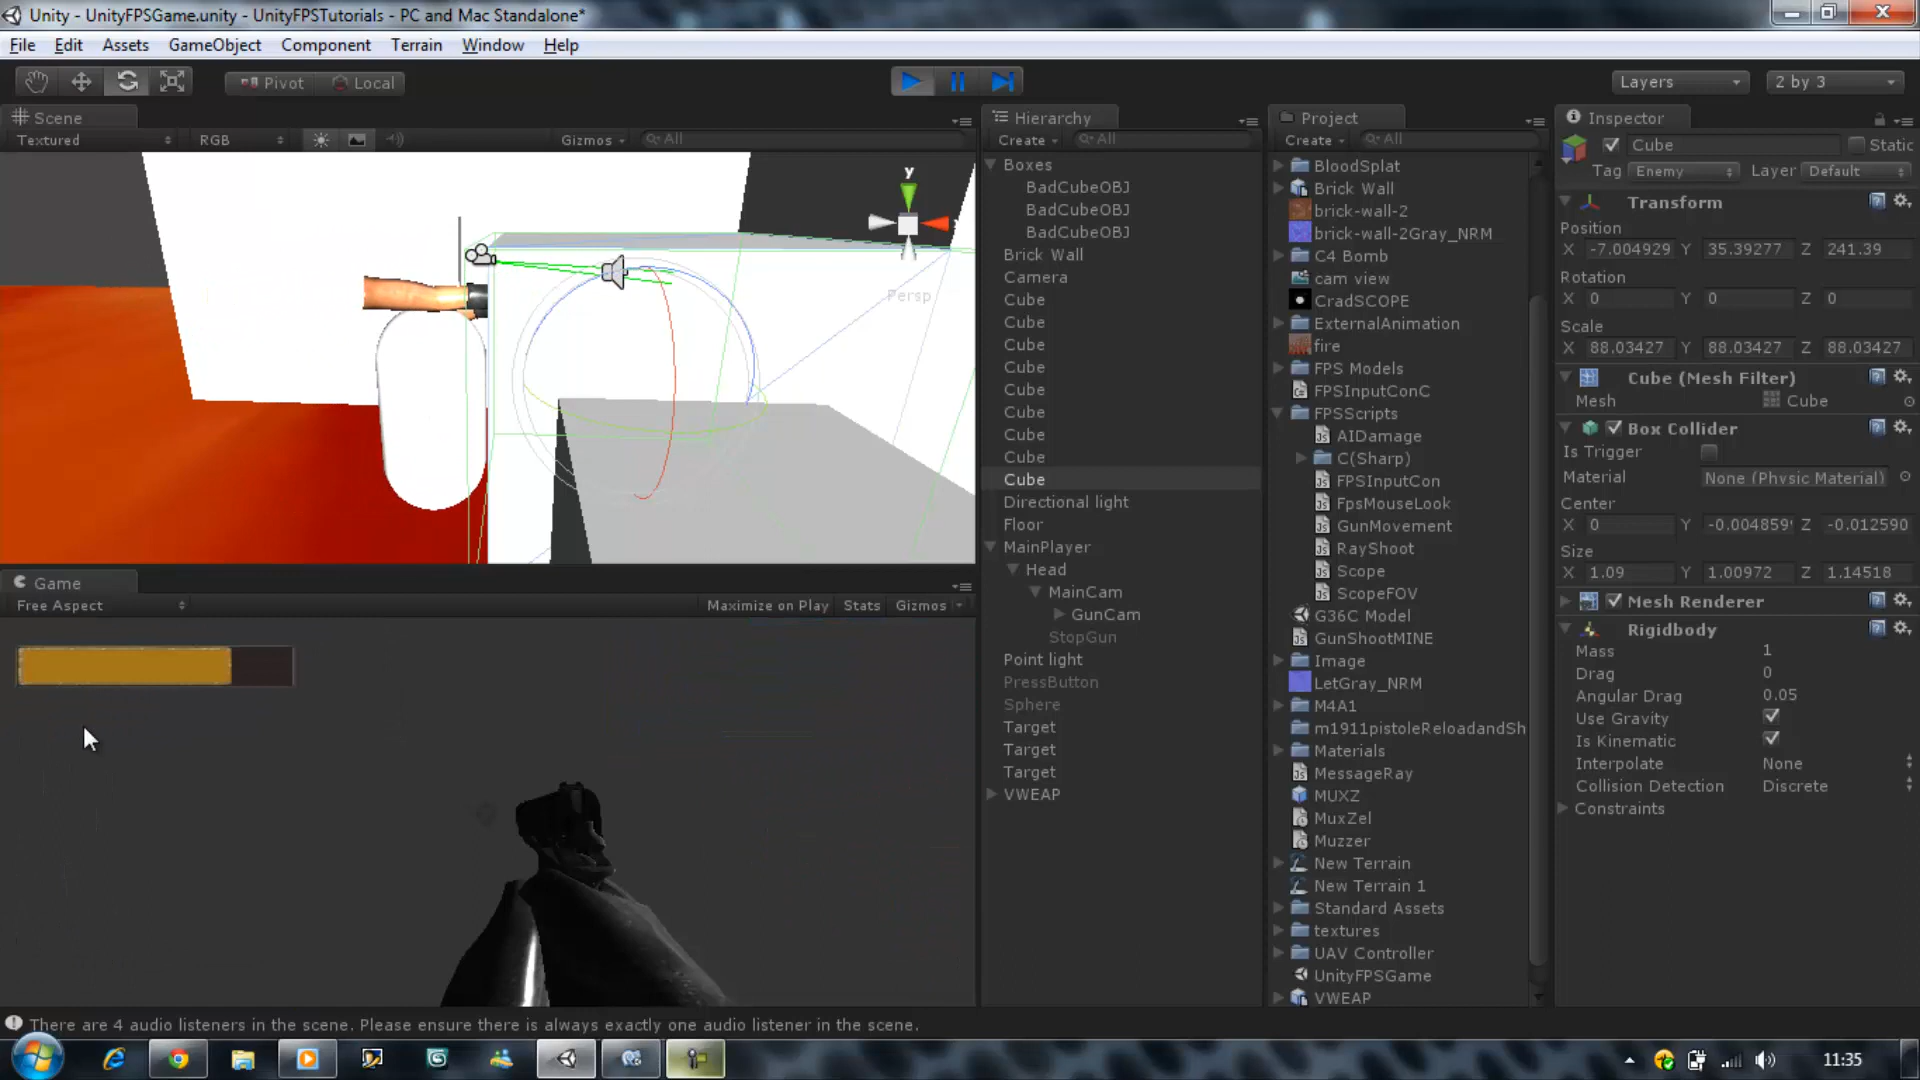 Unity - UnityFPSGame.unity - UnityFPSTutorials - PC and Mac Standalone*
File Edit Assets GameObject Component Terrain Window Help
Pivot Local
Layers
2 by 3
Scene
Textured RGB Gizmos All
y
Persp
Game
Free Aspect Maximize on Play Stats Gizmos
Hierarchy
Create All
Boxes
BadCubeOBJ
BadCubeOBJ
BadCubeOBJ
Brick Wall
Camera
Cube
Cube
Cube
Cube
Cube
Cube
Cube
Cube
Cube
Directional light
Floor
MainPlayer
Head
MainCam
GunCam
StopGun
Point light
PressButton
Sphere
Target
Target
Target
VWEAP
Project
Create All
BloodSplat
Brick Wall
brick-wall-2
brick-wall-2Gray_NRM
C4 Bomb
cam view
CradSCOPE
ExternalAnimation
fire
FPS Models
FPSInputConC
FPSScripts
AIDamage
C(Sharp)
FPSInputCon
FpsMouseLook
GunMovement
RayShoot
Scope
ScopeFOV
G36C Model
GunShootMINE
Image
LetGray_NRM
M4A1
m1911pistoleReloadandSh
Materials
MessageRay
MUXZ
MuxZel
Muzzer
New Terrain
New Terrain 1
Standard Assets
textures
UAV Controller
UnityFPSGame
VWEAP
Inspector
Cube Static
Tag Enemy Layer Default
Transform
Position
X -7.004929 Y 35.39277 Z 241.39
Rotation
X 0 Y 0 Z 0
Scale
X 88.03427 Y 88.03427 Z 88.03427
Cube (Mesh Filter)
Mesh Cube
Box Collider
Is Trigger
Material None (Physic Material)
Center
X 0 Y -0.004859 Z -0.012590
Size
X 1.09 Y 1.00972 Z 1.14518
Mesh Renderer
Rigidbody
Mass 1
Drag 0
Angular Drag 0.05
Use Gravity
Is Kinematic
Interpolate None
Collision Detection Discrete
Constraints
There are 4 audio listeners in the scene. Please ensure there is always exactly one audio listener in the scene.
11:35